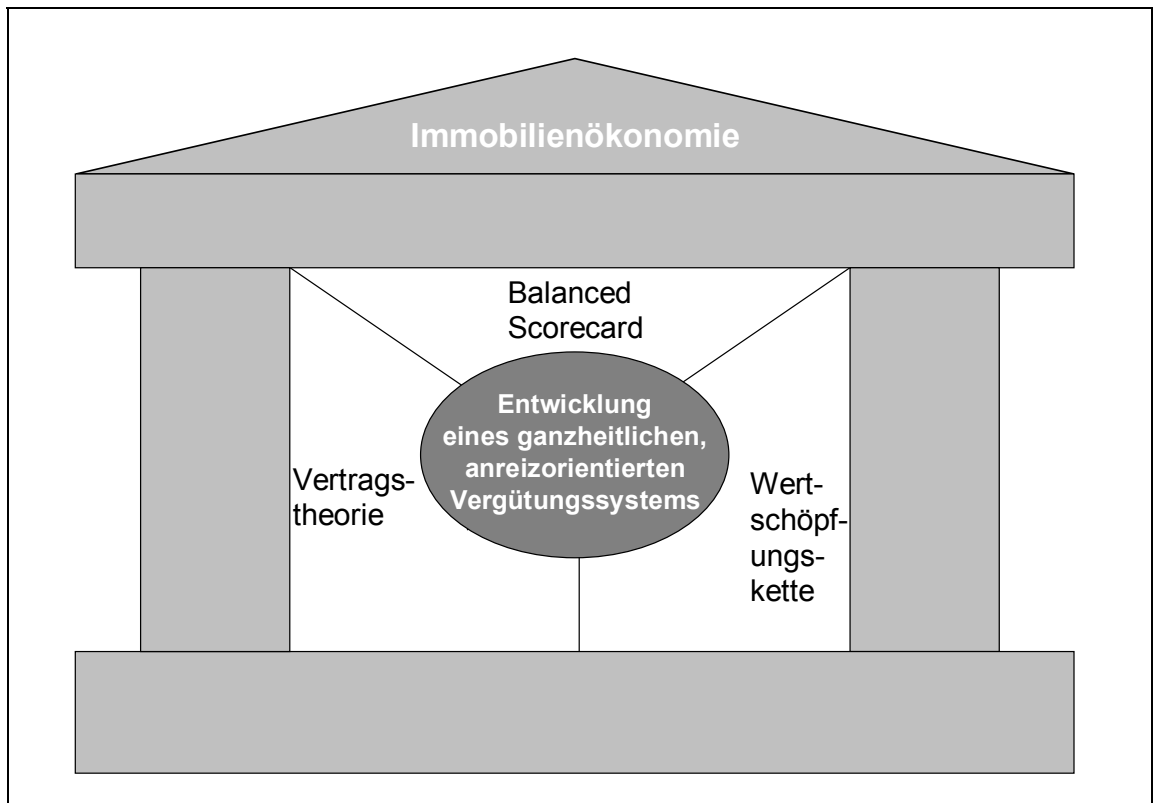 Immobilienökonomie
Balanced
Scorecard
Entwicklung
eines ganzheitlichen,
anreizorientierten
Vergütungssystems
Vertrags-
theorie
Wert-
schöpf-
ungs-
kette